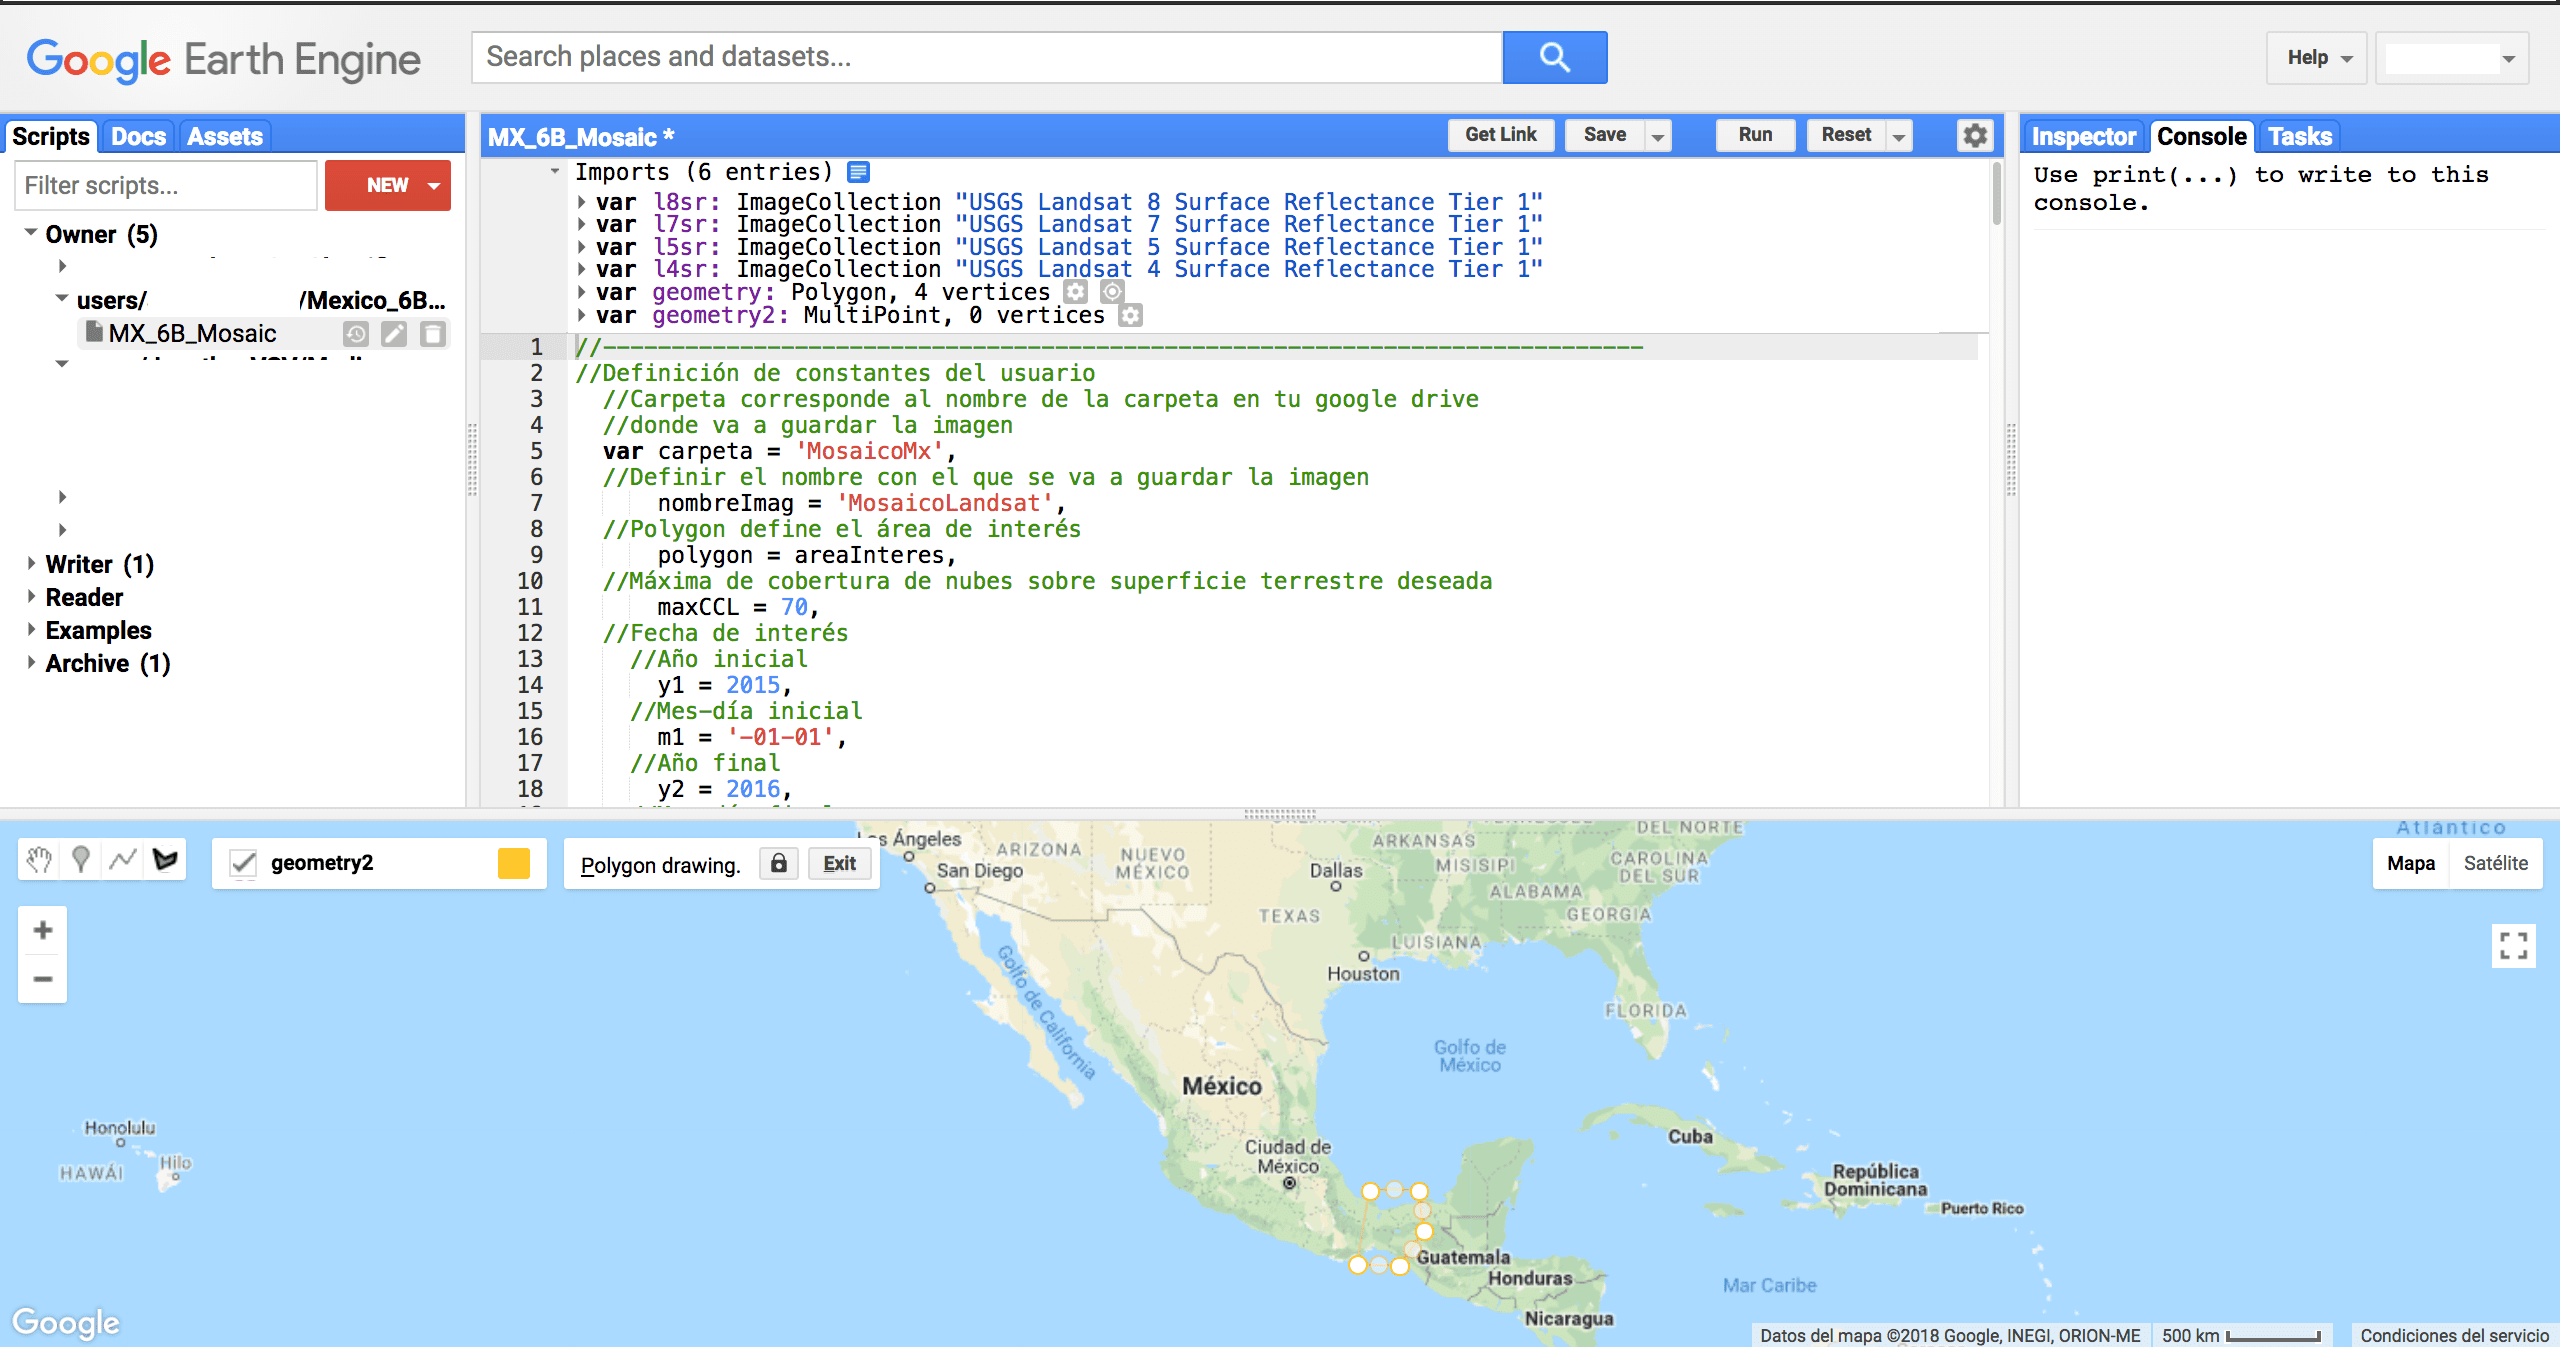 Google Earth Engine
Search places and datasets...
Help
Scripts Docs Assets
Filter scripts...
NEW
Owner (5)
users/ /Mexico_6B...
MX_6B_Mosaic
Writer (1)
Reader
Examples
Archive (1)
MX_6B_Mosaic *
Get Link Save Run Reset
Imports (6 entries)
var l8sr: ImageCollection "USGS Landsat 8 Surface Reflectance Tier 1"
var l7sr: ImageCollection "USGS Landsat 7 Surface Reflectance Tier 1"
var l5sr: ImageCollection "USGS Landsat 5 Surface Reflectance Tier 1"
var l4sr: ImageCollection "USGS Landsat 4 Surface Reflectance Tier 1"
var geometry: Polygon, 4 vertices
var geometry2: MultiPoint, 0 vertices
1 //----------------------------------------------------------------------------
2 //Definición de constantes del usuario
3 //Carpeta corresponde al nombre de la carpeta en tu google drive
4 //donde va a guardar la imagen
5 var carpeta = 'MosaicoMx',
6 //Definir el nombre con el que se va a guardar la imagen
7 nombreImag = 'MosaicoLandsat',
8 //Polygon define el área de interés
9 polygon = areaInteres,
10 //Máxima de cobertura de nubes sobre superficie terrestre deseada
11 maxCCL = 70,
12 //Fecha de interés
13 //Año inicial
14 y1 = 2015,
15 //Mes-día inicial
16 m1 = '-01-01',
17 //Año final
18 y2 = 2016,
Inspector Console Tasks
Use print(...) to write to this
console.
geometry2
Polygon drawing. Exit
Mapa Satélite
Atlántico
DEL NORTE
Los Ángeles
ARIZONA
NUEVO
MÉXICO
San Diego
Dallas
ARKANSAS
MISISIPI
CAROLINA
DEL SUR
ALABAMA
GEORGIA
TEXAS
LUISIANA
Houston
FLORIDA
Golfo de California
Golfo de
México
México
Honolulu
HAWÁI
Hilo
Ciudad de
México
Cuba
República
Dominicana
Puerto Rico
Guatemala
Honduras
Mar Caribe
Nicaragua
Google
Datos del mapa ©2018 Google, INEGI, ORION-ME 500 km Condiciones del servicio